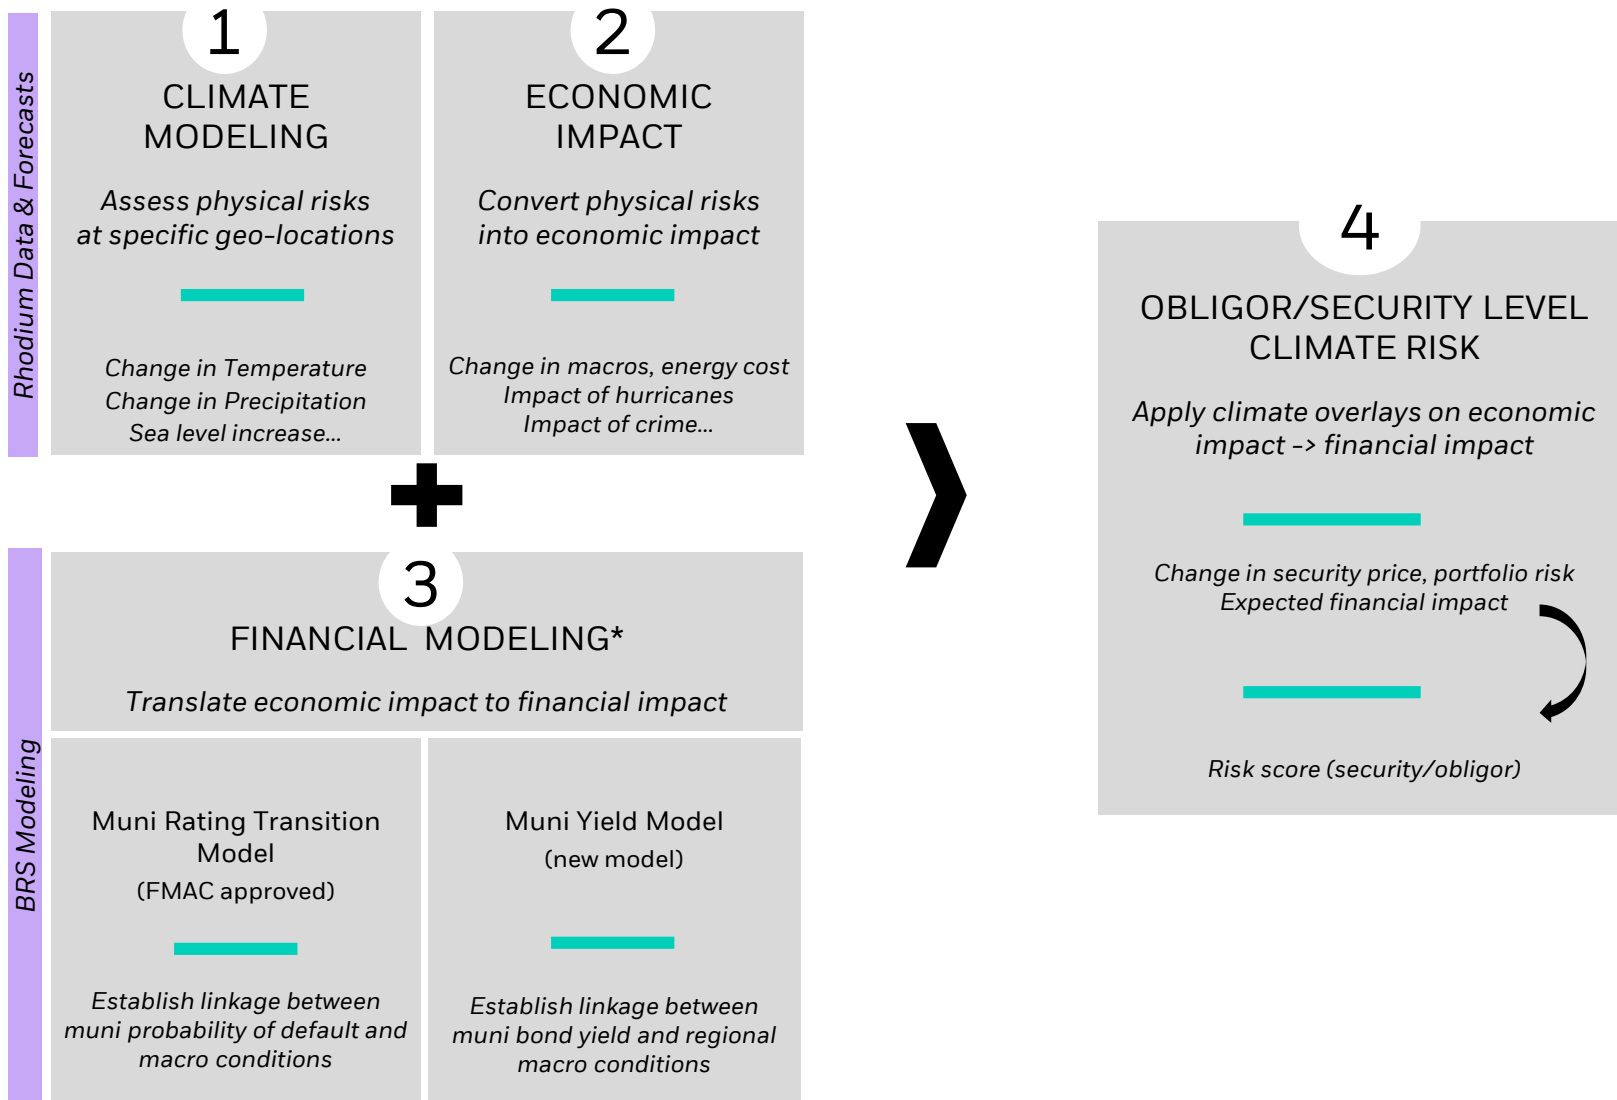 Rhodium Data & Forecasts
1
CLIMATE
MODELING
Assess physical risks
at specific geo-locations
Change in Temperature
Change in Precipitation
Sea level increase…
2
ECONOMIC
IMPACT
Convert physical risks
into economic impact
Change in macros, energy cost
Impact of hurricanes
Impact of crime…
BRS Modeling
3
FINANCIAL MODELING*
Translate economic impact to financial impact
Muni Rating Transition
Model
(FMAC approved)
Establish linkage between
muni probability of default and
macro conditions
Muni Yield Model
(new model)
Establish linkage between
muni bond yield and regional
macro conditions
4
OBLIGOR/SECURITY LEVEL
CLIMATE RISK
Apply climate overlays on economic
impact -> financial impact
Change in security price, portfolio risk
Expected financial impact
Risk score (security/obligor)